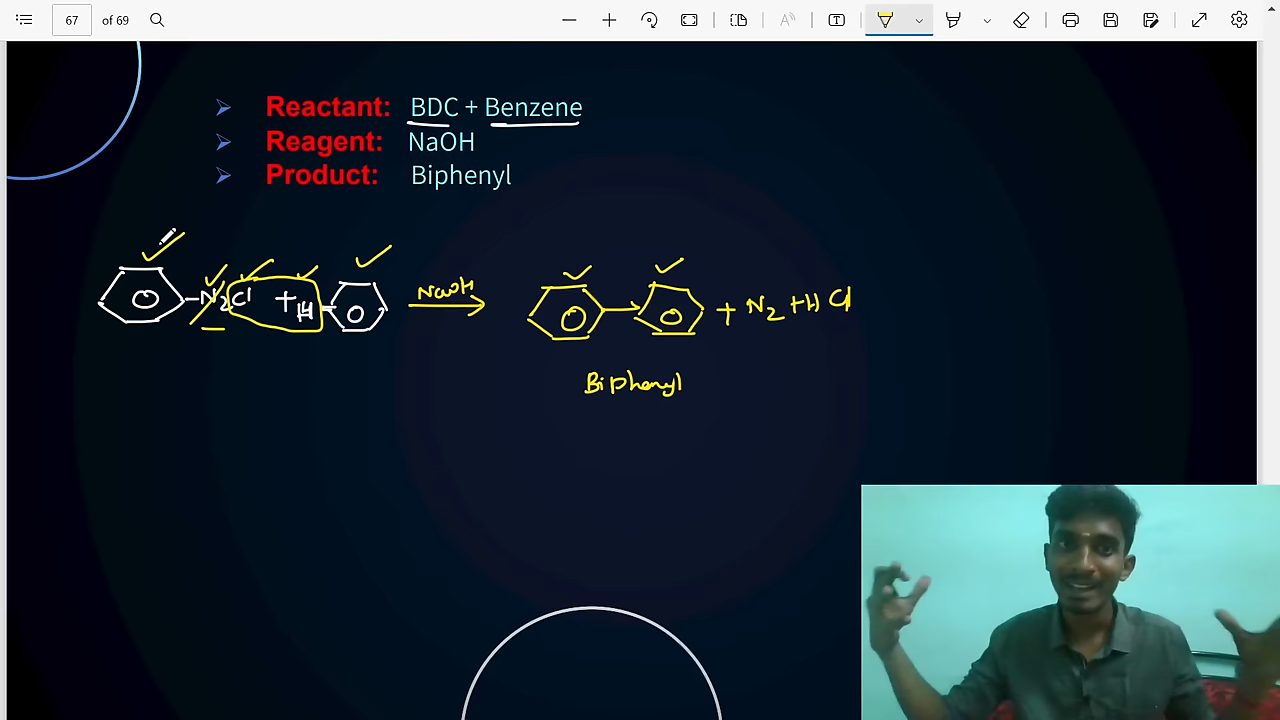 67 of 69
Reactant: BDC + Benzene
Reagent: NaOH
Product: Biphenyl
N2Cl + H NaOH + N2 + HCl
Biphenyl